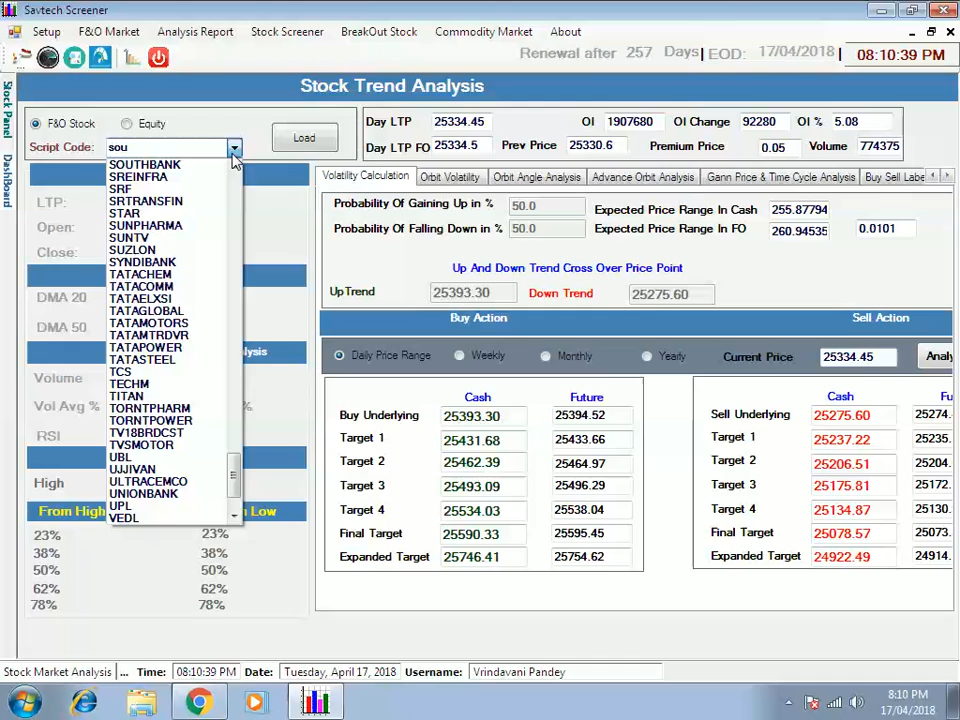 Savtech Screener
Setup F&O Market Analysis Report Stock Screener BreakOut Stock Commodity Market About
Renewal after 257 Days| EOD: 17/04/2018 08:10:39 PM
Stock Trend Analysis
Stock Panel
DashBoard
F&O Stock Equity
Script Code: sou Load
Day LTP 25334.45 OI 1907680 OI Change 92280 OI % 5.08
Day LTP FO 25334.5 Prev Price 25330.6 Premium Price 0.05 Volume 774375
SOUTHBANK
SREINFRA
SRF
SRTRANSFIN
STAR
SUNPHARMA
SUNTV
SUZLON
SYNDIBANK
TATACHEM
TATACOMM
TATAELXSI
TATAGLOBAL
TATAMOTORS
TATAMTRDVR
TATAPOWER
TATASTEEL
TCS
TECHM
TITAN
TORNTPHARM
TORNTPOWER
TV18BRDCST
TVSMOTOR
UBL
UJJIVAN
ULTRACEMCO
UNIONBANK
UPL
VEDL
LTP:
Open:
Close:
DMA 20
DMA 50
Volume
Vol Avg % %
RSI
High
From High Low
23% 23%
38% 38%
50% 50%
62% 62%
78% 78%
Volatility Calculation Orbit Volatility Orbit Angle Analysis Advance Orbit Analysis Gann Price & Time Cycle Analysis Buy Sell Labe
Probability Of Gaining Up in % 50.0 Expected Price Range In Cash 255.87794
Probability Of Falling Down in % 50.0 Expected Price Range in FO 260.94535 0.0101
Up And Down Trend Cross Over Price Point
UpTrend 25393.30 Down Trend 25275.60
Buy Action Sell Action
Daily Price Range Weekly Monthly Yearly Current Price 25334.45 Analy
Cash Future Cash Fu
Buy Underlying 25393.30 25394.52 Sell Underlying 25275.60 25274.
Target 1 25431.68 25433.66 Target 1 25237.22 25235.
Target 2 25462.39 25464.97 Target 2 25206.51 25204.
Target 3 25493.09 25496.29 Target 3 25175.81 25173.
Target 4 25534.03 25538.04 Target 4 25134.87 25130.
Final Target 25590.33 25595.45 Final Target 25078.57 25073.
Expanded Target 25746.41 25754.62 Expanded Target 24922.49 24914.
Stock Market Analysis ... Time: 08:10:39 PM Date: Tuesday, April 17, 2018 Username: Vrindavani Pandey
8:10 PM
17/04/2018